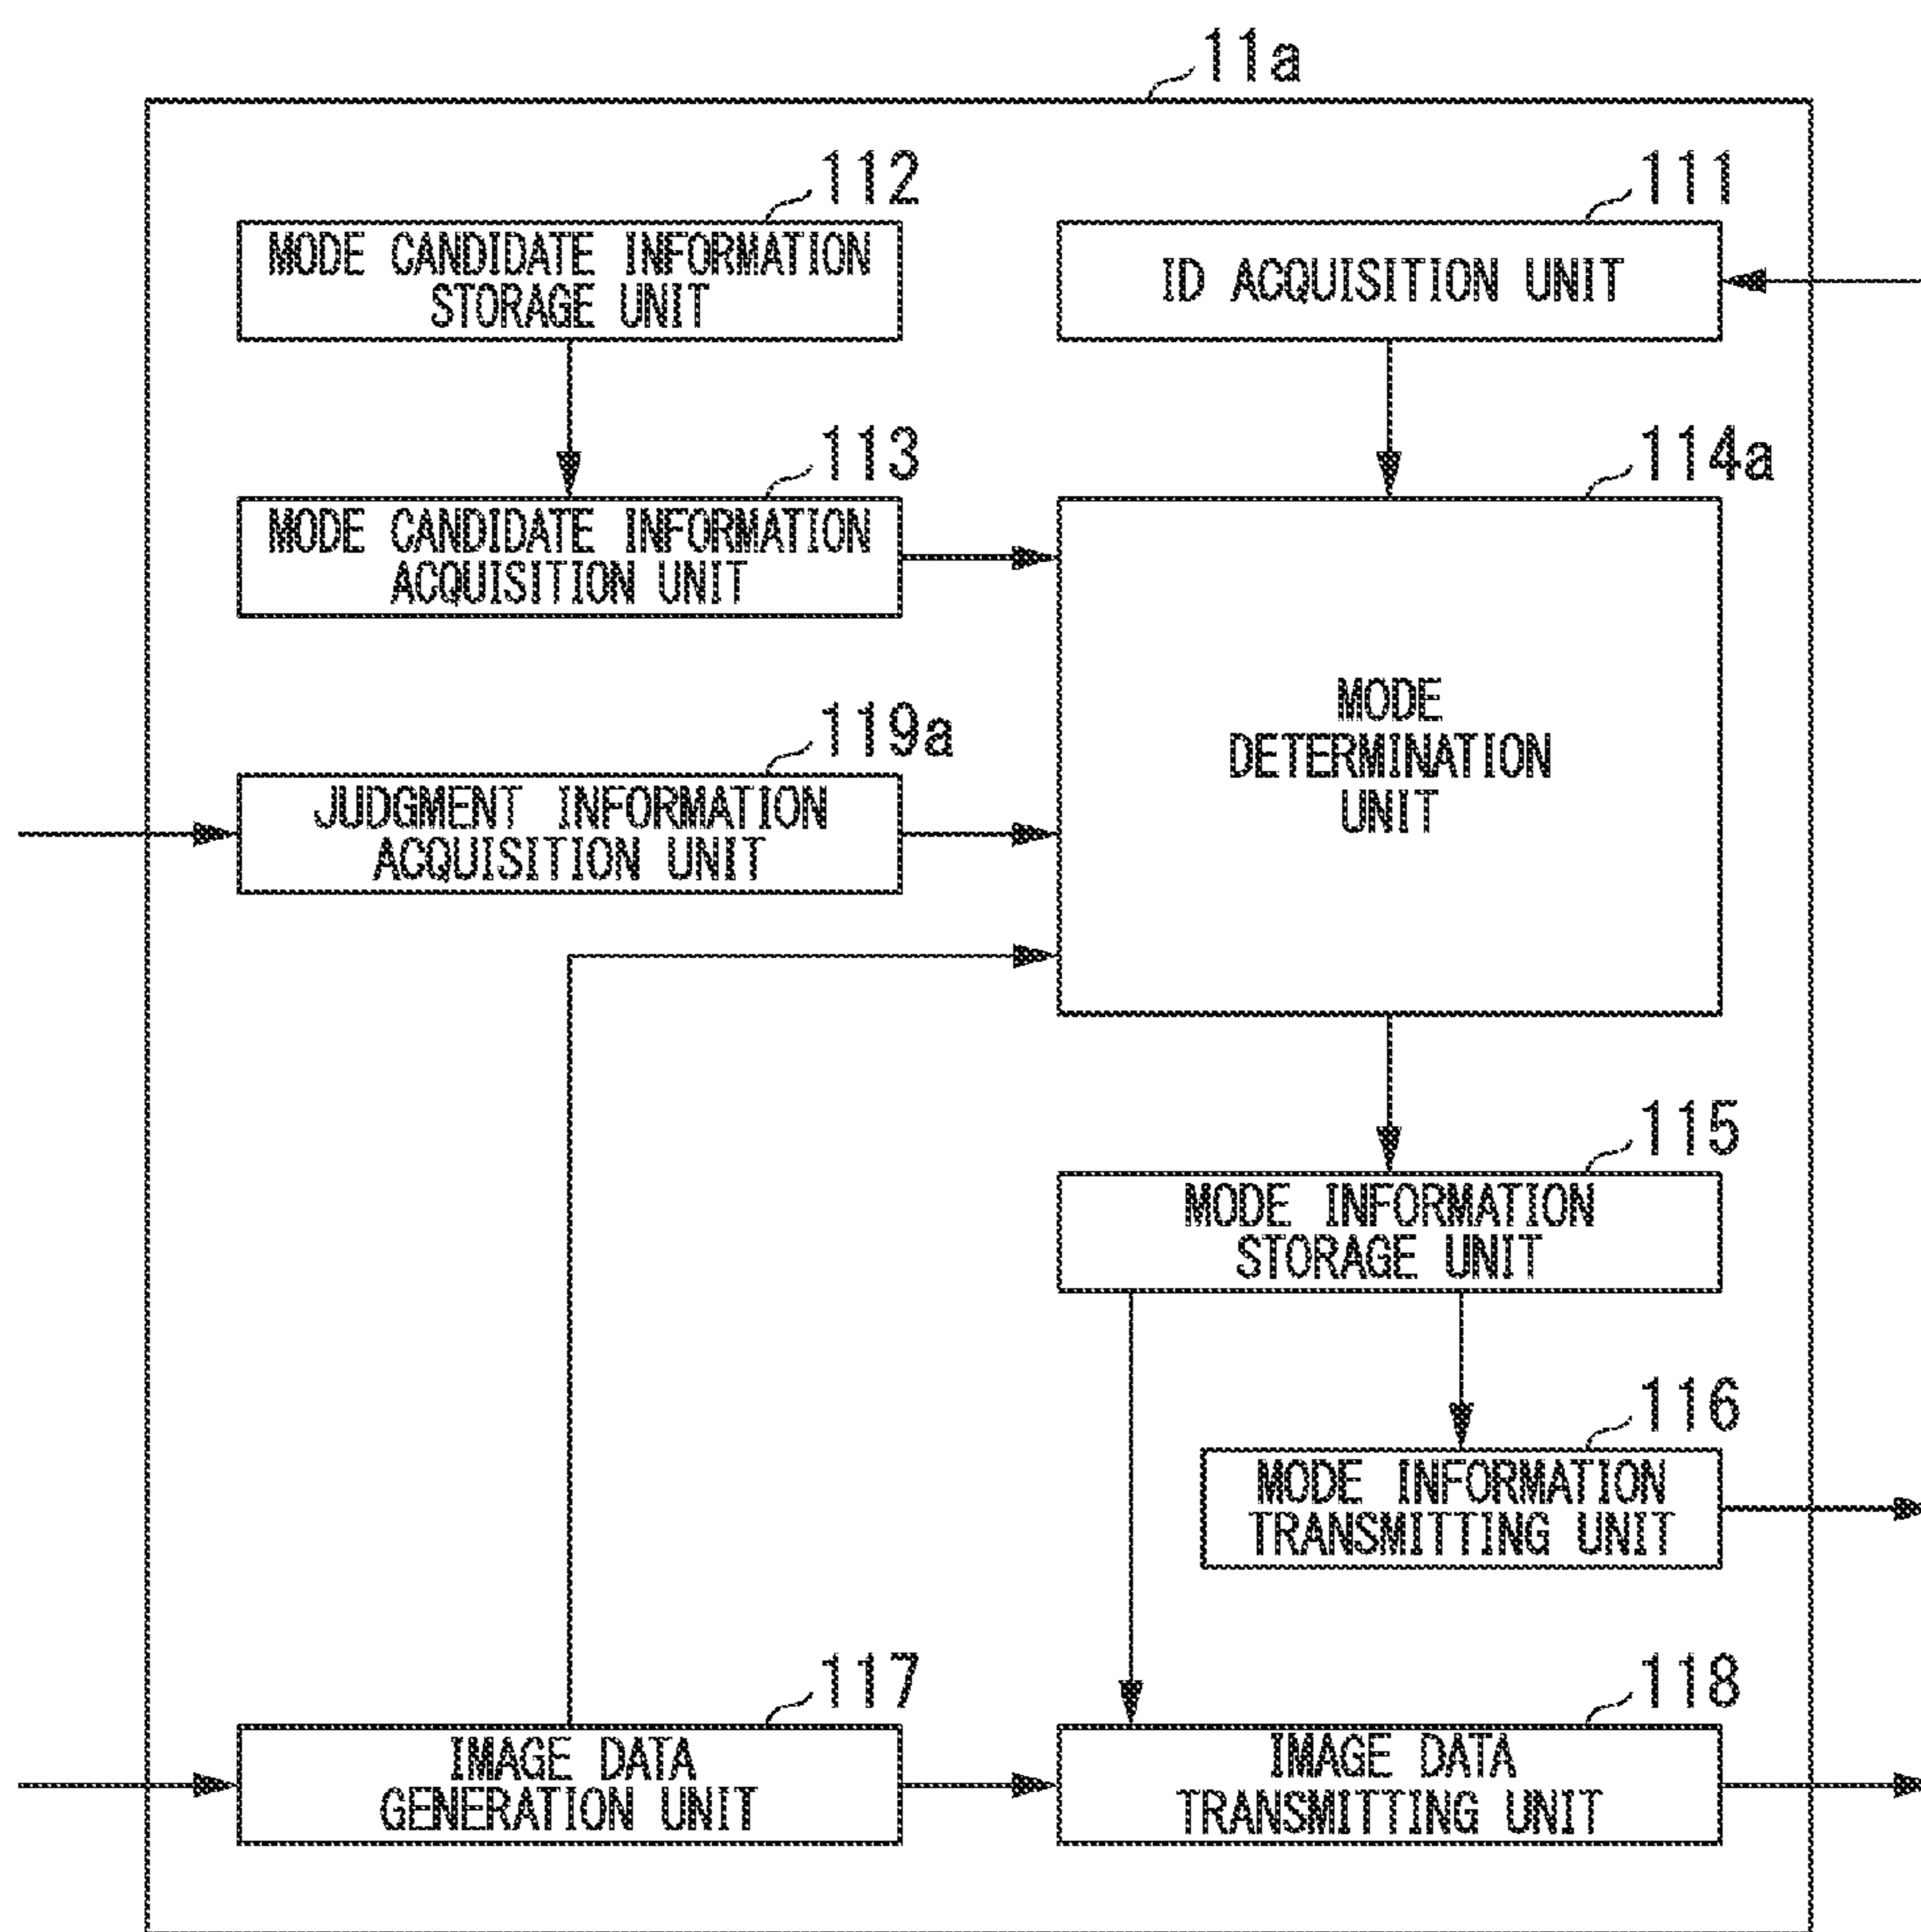 11a
112
MODE CANDIDATE INFORMATION
STORAGE UNIT
111
ID ACQUISITION UNIT
113
MODE CANDIDATE INFORMATION
ACQUISITION UNIT
114a
MODE
DETERMINATION
UNIT
119a
JUDGMENT INFORMATION
ACQUISITION UNIT
115
MODE INFORMATION
STORAGE UNIT
116
MODE INFORMATION
TRANSMITTING UNIT
117
IMAGE DATA
GENERATION UNIT
118
IMAGE DATA
TRANSMITTING UNIT